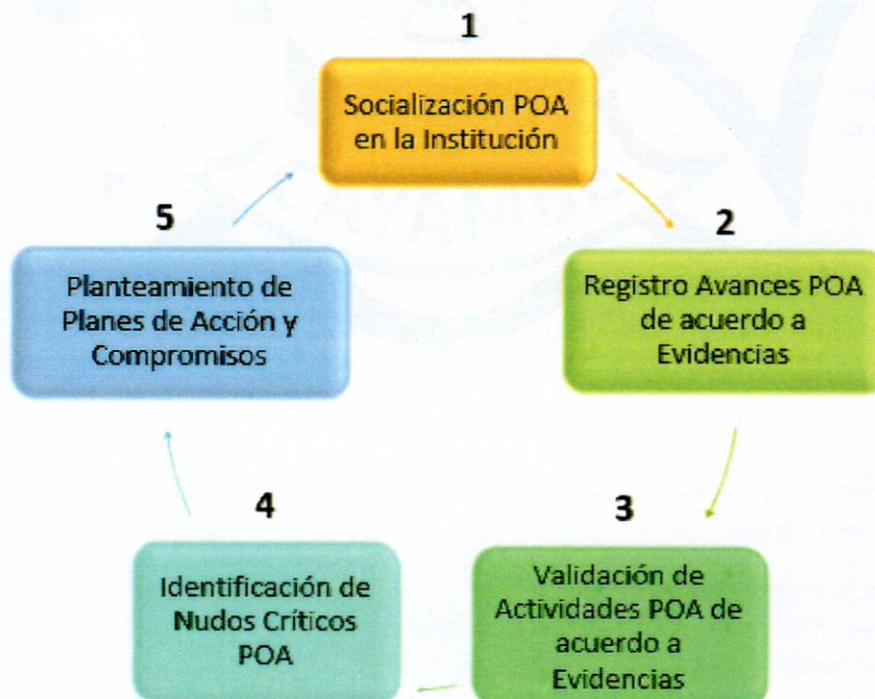 1
Socialización POA
en la Institución
2
Registro Avances POA
de acuerdo a
Evidencias
3
Validación de
Actividades POA de
acuerdo a
Evidencias
4
Identificación de
Nudos Críticos
POA
5
Planteamiento de
Planes de Acción y
Compromisos